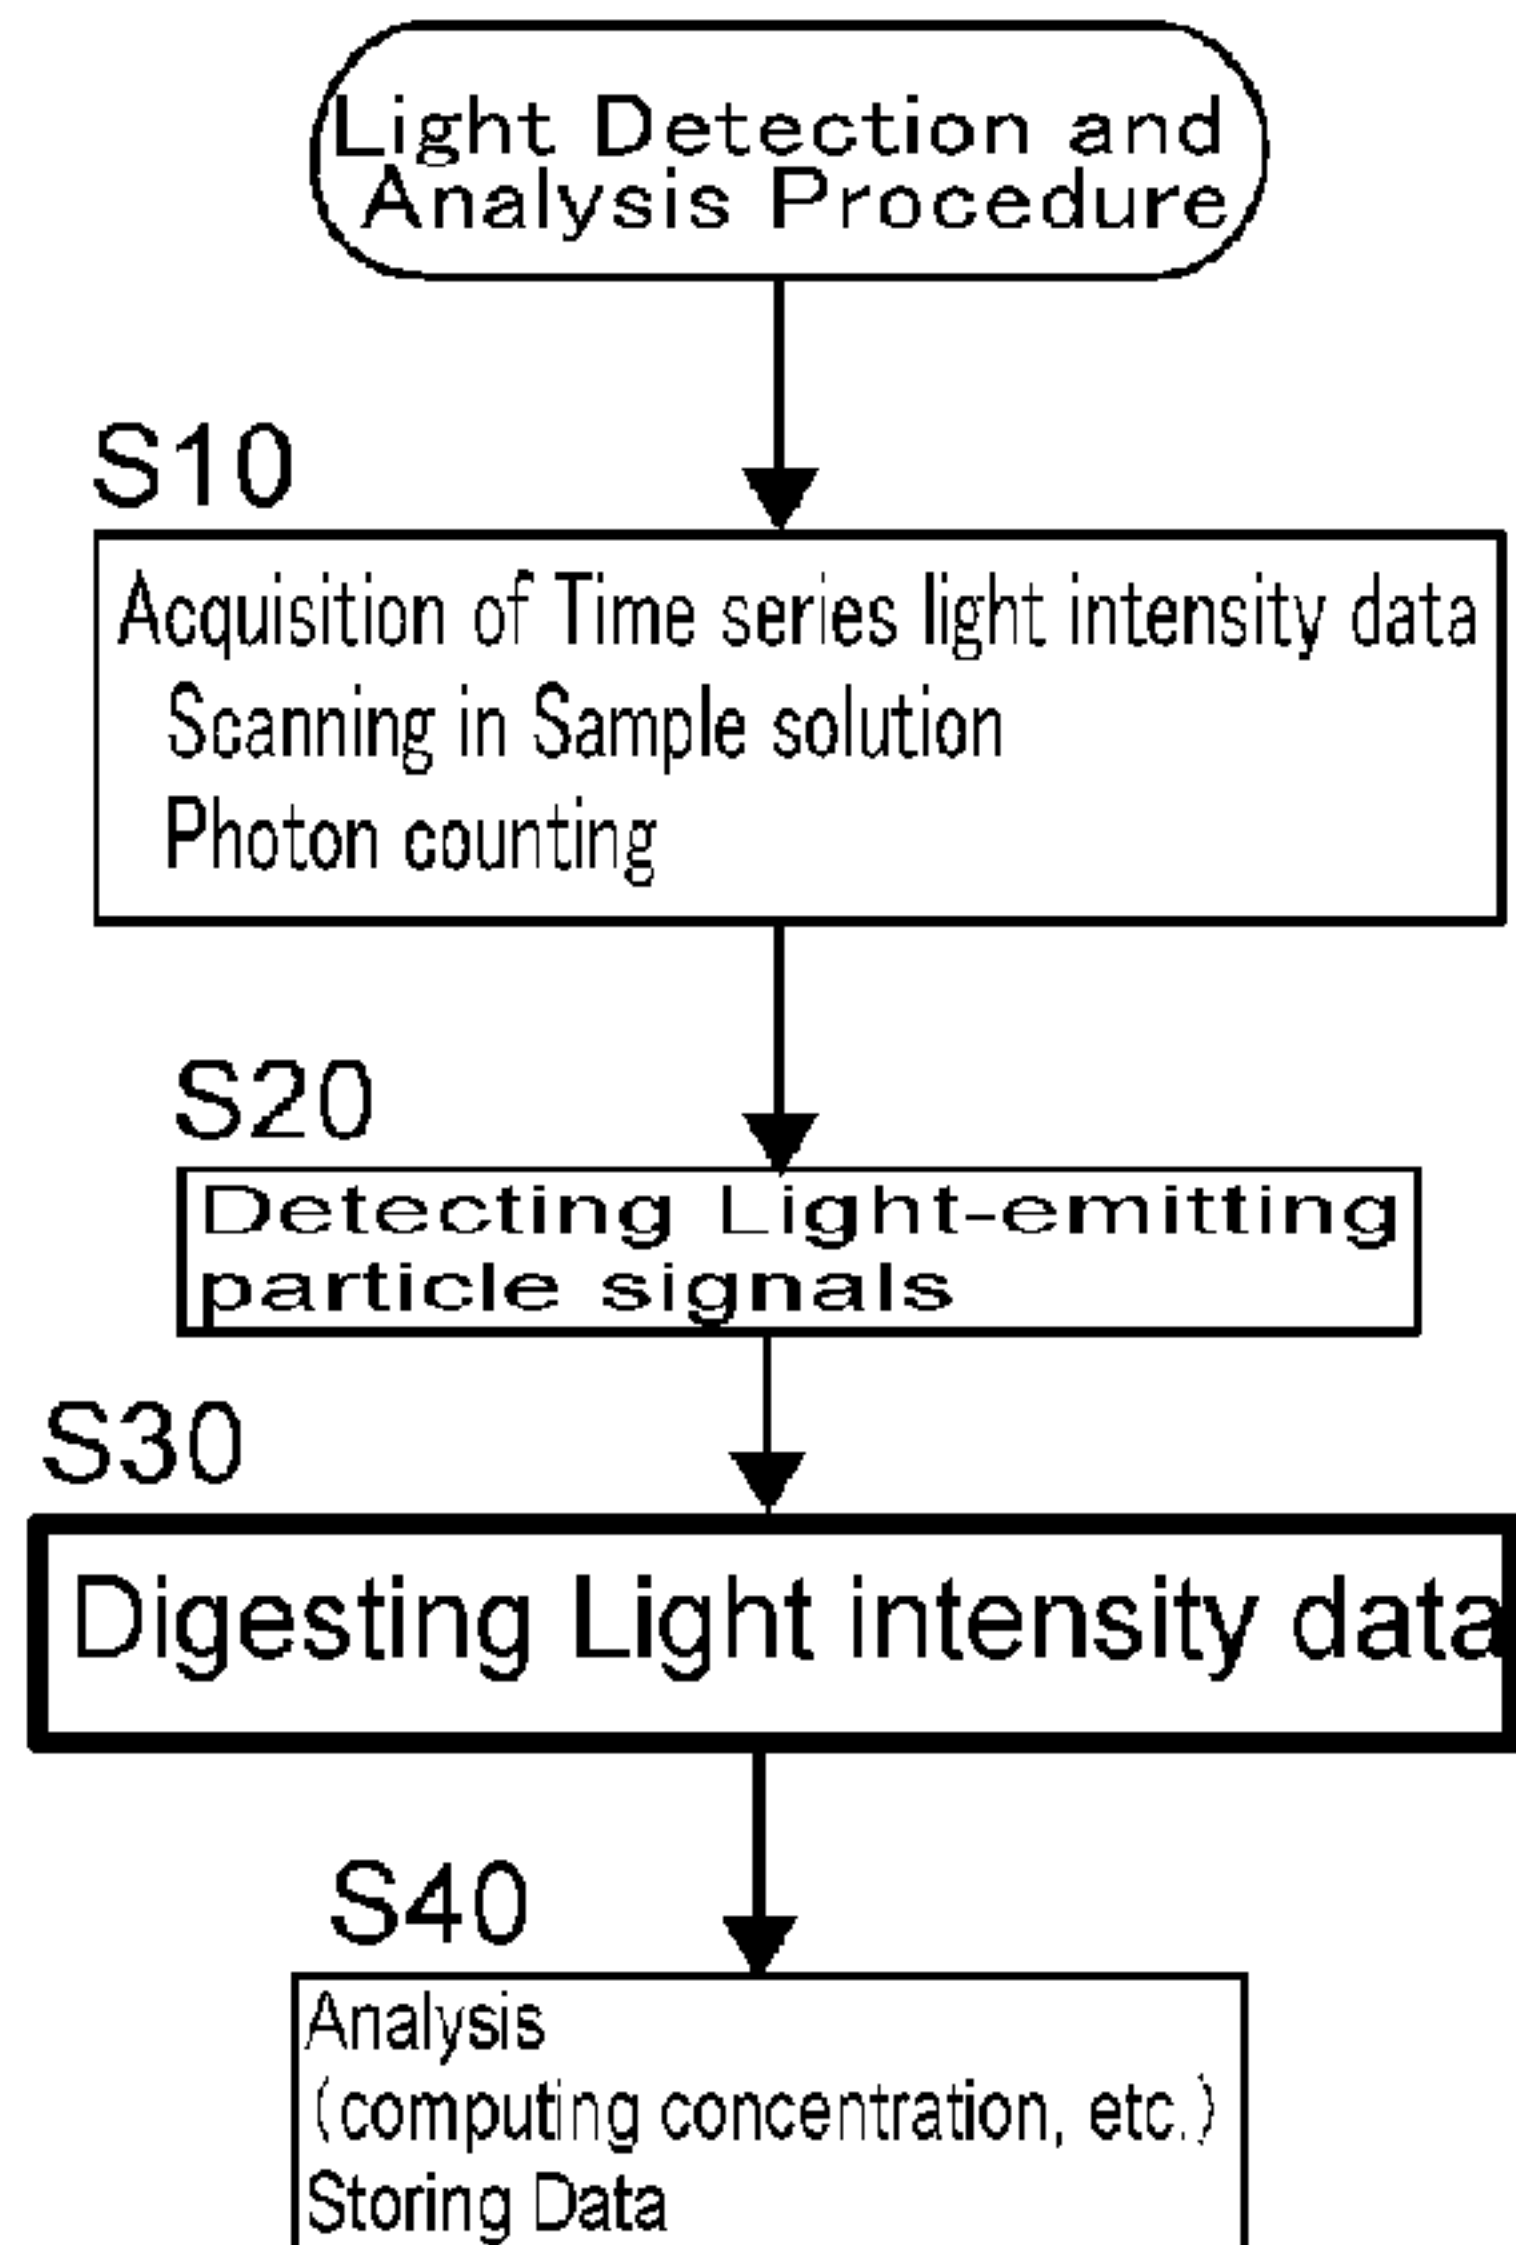 Light Detection and
Analysis Procedure
S10
Acquisition of Time series light intensity data
Scanning in Sample solution
Photon counting
S20
Detecting Light-emitting
particle signals
S30
Digesting Light intensity data
S40
Analysis
(computing concentration, etc.)
Storing Data